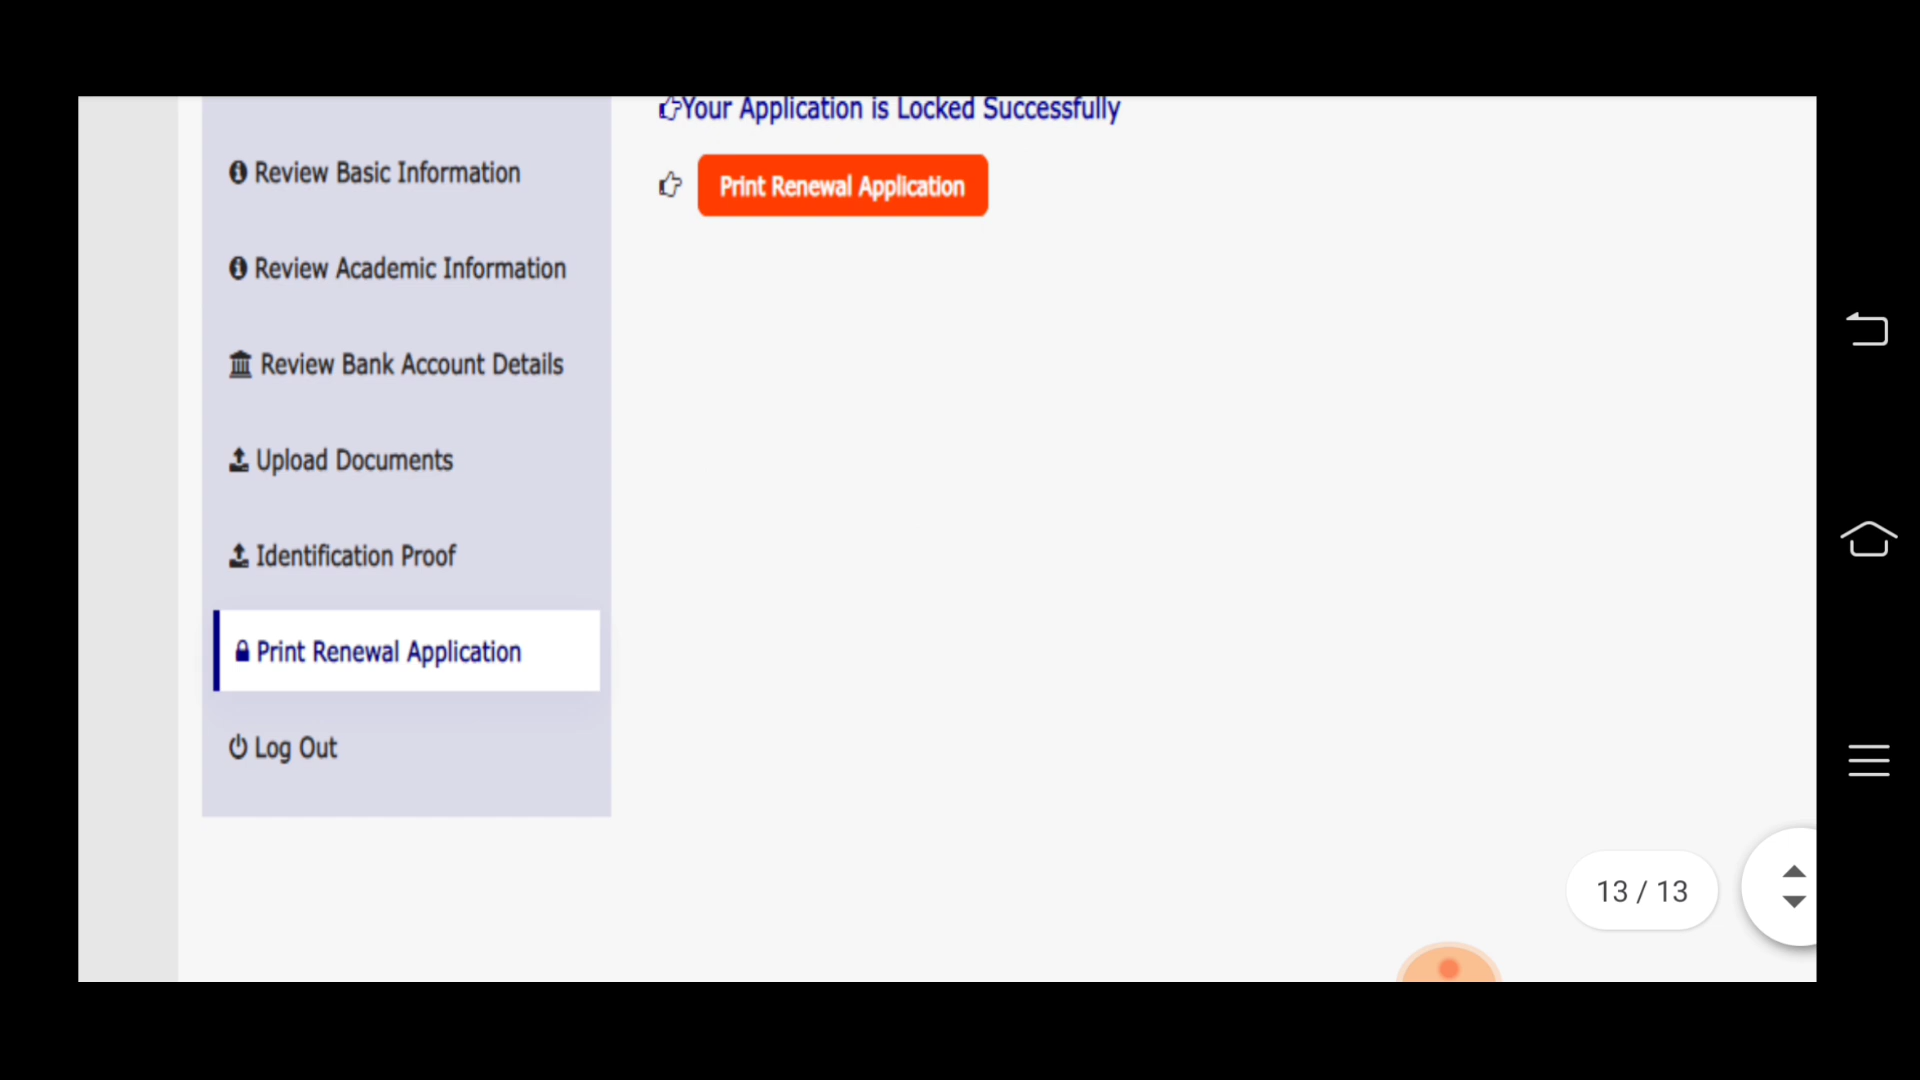 Your Application is Locked Successfully
Print Renewal Application
Review Basic Information
Review Academic Information
Review Bank Account Details
Upload Documents
Identification Proof
Print Renewal Application
Log Out
13 / 13